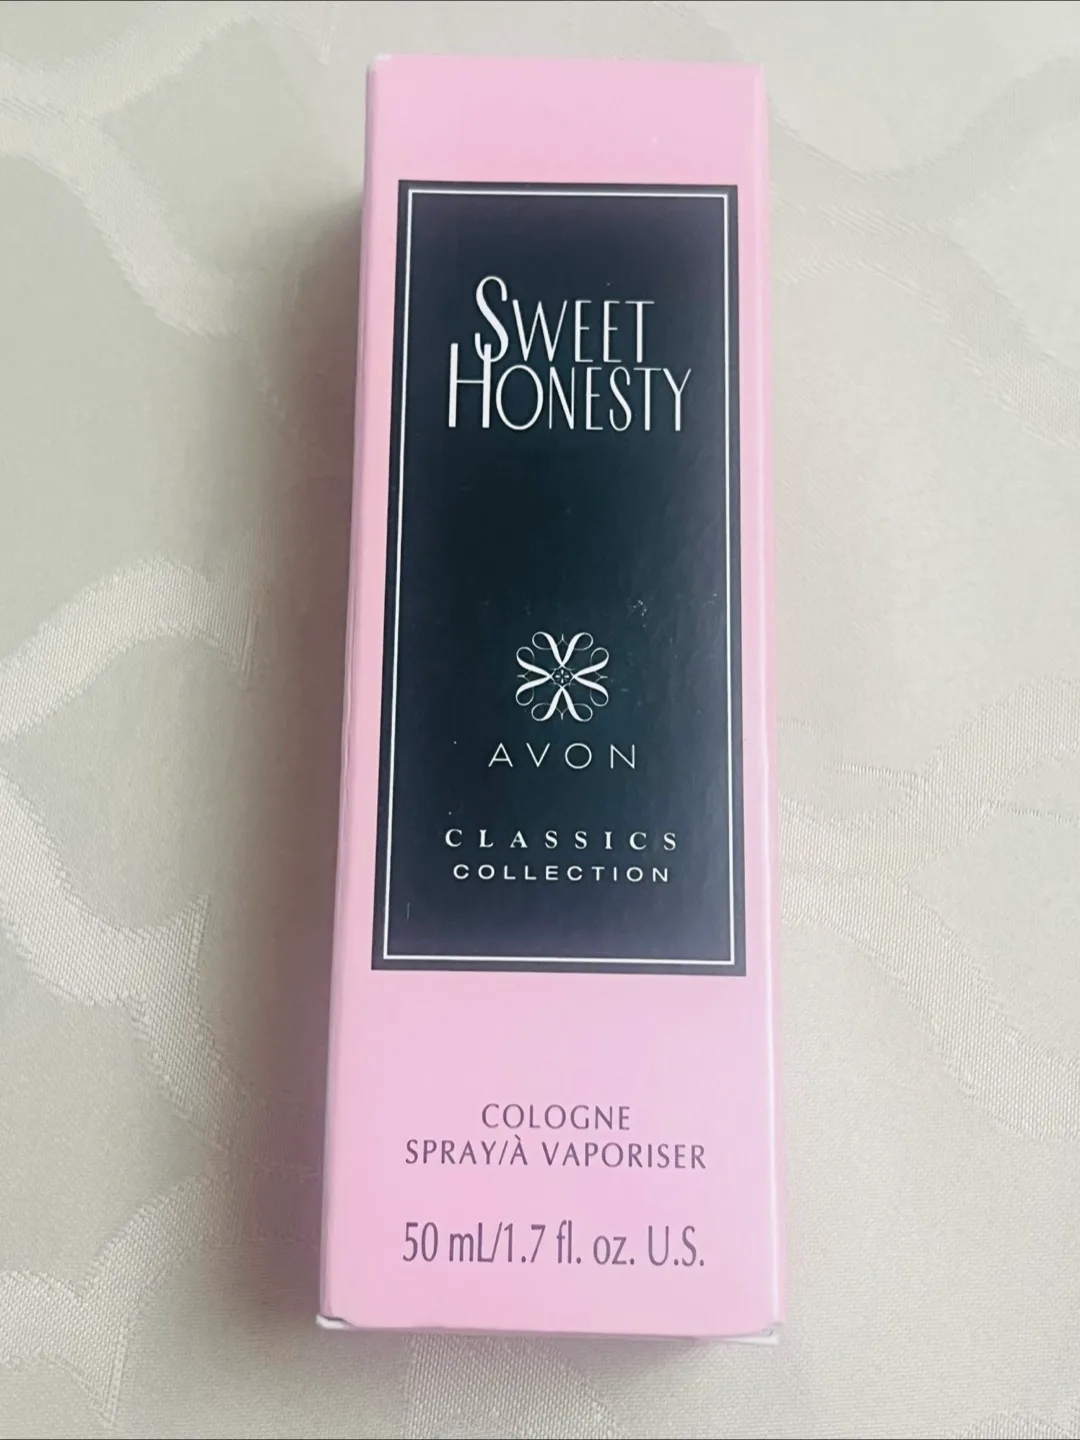 SWEET
HONESTY
AVON
CLASSICS
COLLECTION
COLOGNE
SPRAY/À VAPORISER
50 mL/1.7 fl. oz. U.S.